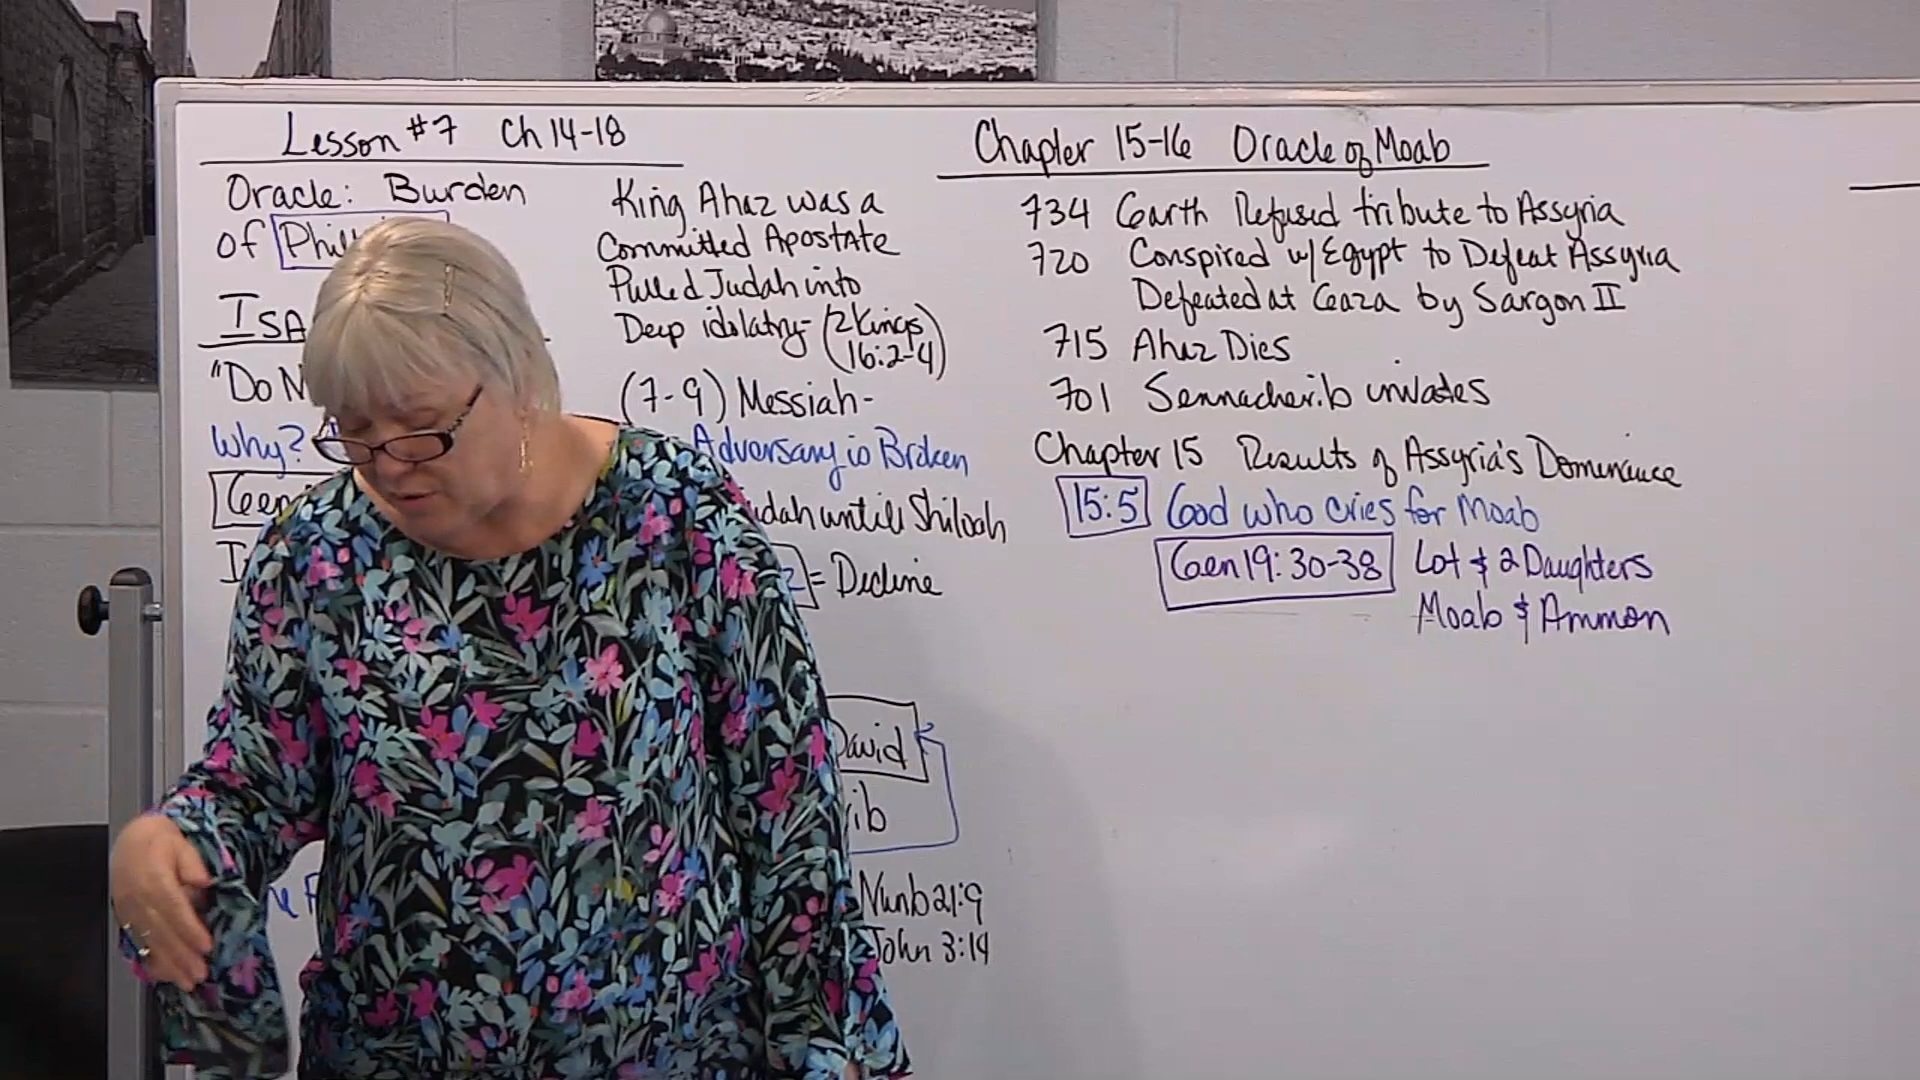 Lesson #7 Ch 14-18
Oracle: Burden
of
"Do
Why?
King Ahaz was a
Committed Apostate
Pulled Judah into
Deep idolatry- (2 Kings
16:2-4)
(7-9) Messiah-
Adversary is Broken
until Shiloah
= Decline
David
Numb 21:9
John 3:14
Chapter 15-16 Oracle of Moab
734 Garth Refused tribute to Assyria
720 Conspired w/Egypt to Defeat Assyria
Defeated at Gaza by Sargon II
715 Ahaz Dies
701 Sennacherib invades
Chapter 15 Results of Assyria's Dominance
15:5 God who cries for Moab
Gen 19:30-38 Lot & 2 Daughters
Moab & Ammon